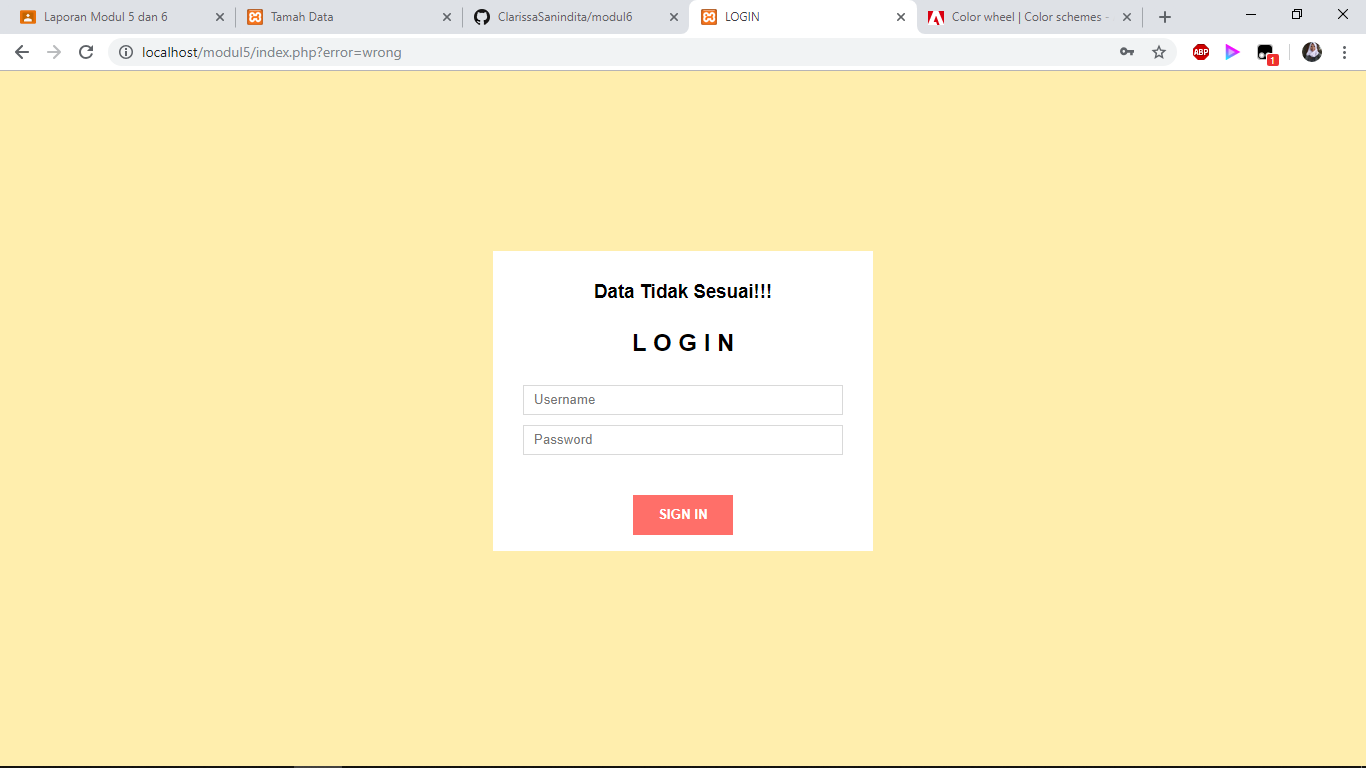 Laporan Modul 5 dan 6
Tamah Data
ClarissaSanindita/modul6
LOGIN
Color wheel | Color schemes -
localhost/modul5/index.php?error=wrong
ABP
1
Data Tidak Sesuai!!!
L O G I N
Username
Password
SIGN IN